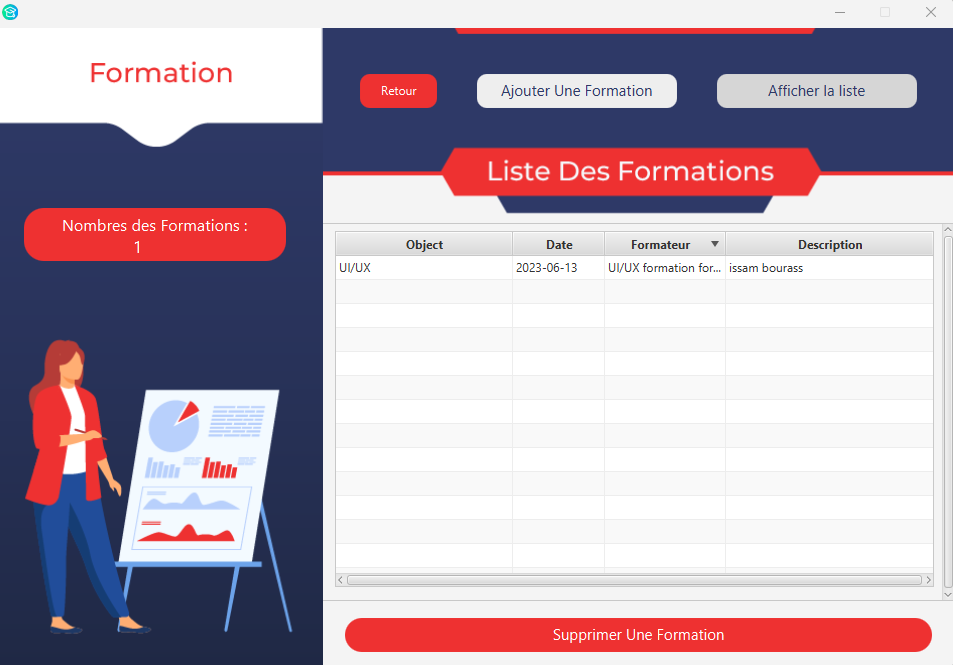 Formation
Nombres des Formations :
1
Retour
Ajouter Une Formation
Afficher la liste
Liste Des Formations
Object Date Formateur Description
UI/UX 2023-06-13 UI/UX formation for... issam bourass
Supprimer Une Formation